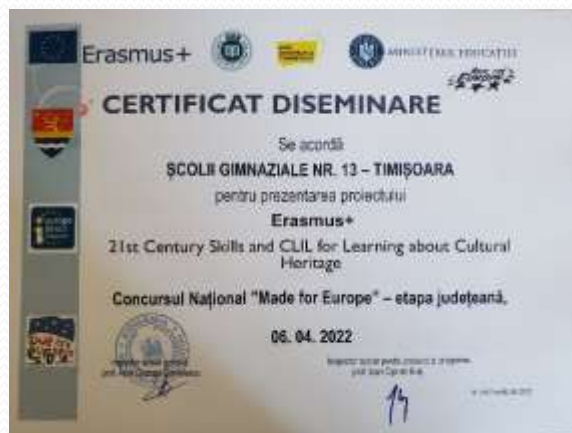 Erasmus+
MINISTERUL EDUCAȚIEI
CERTIFICAT DISEMINARE
Se acordă
ȘCOLII GIMNAZIALE NR. 13 – TIMIȘOARA
pentru prezentarea proiectului
Erasmus+
21st Century Skills and CLIL for Learning about Cultural
Heritage
Concursul Național "Made for Europe" – etapa județeană,
06. 04. 2022